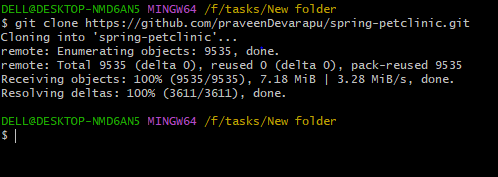 DELL@DESKTOP-NMD6AN5 MINGW64 /f/tasks/New folder
$ git clone https://github.com/praveenDevarapu/spring-petclinic.git
Cloning into 'spring-petclinic'...
remote: Enumerating objects: 9535, done.
remote: Total 9535 (delta 0), reused 0 (delta 0), pack-reused 9535
Receiving objects: 100% (9535/9535), 7.18 MiB | 3.28 MiB/s, done.
Resolving deltas: 100% (3611/3611), done.
DELL@DESKTOP-NMD6AN5 MINGW64 /f/tasks/New folder
$